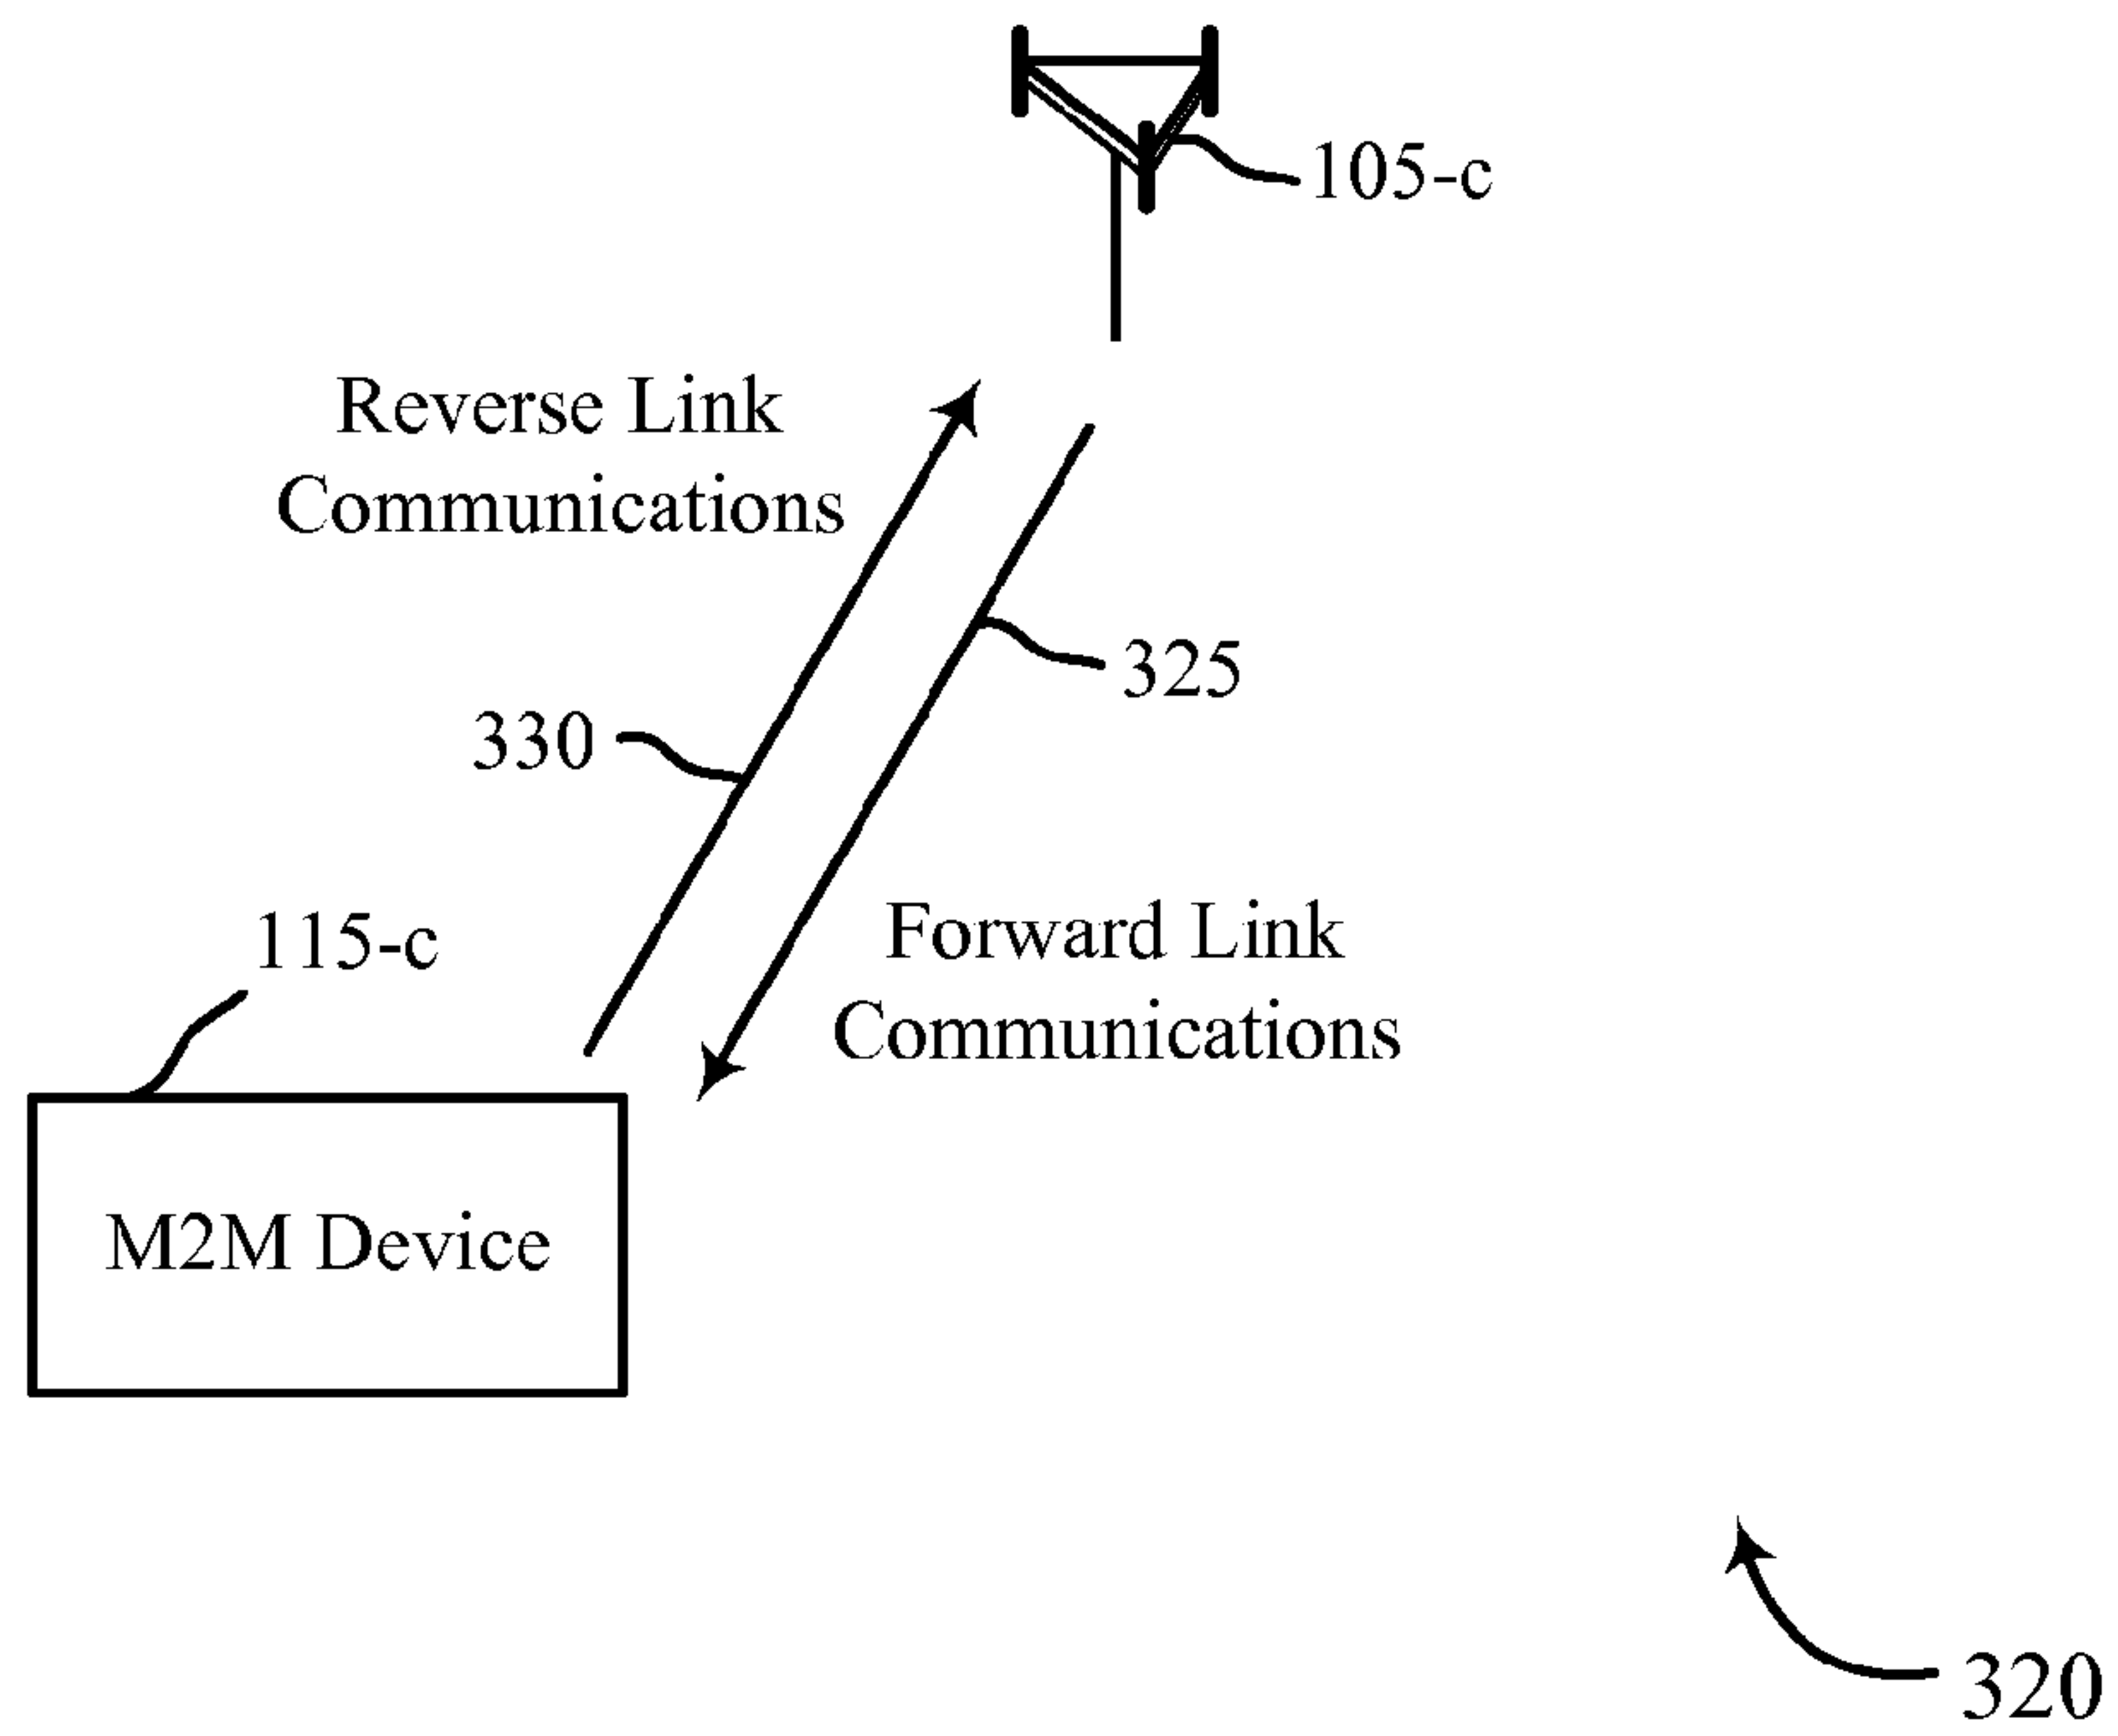 105-c
Reverse Link
Communications
325
330
115-c
Forward Link
Communications
M2M Device
320